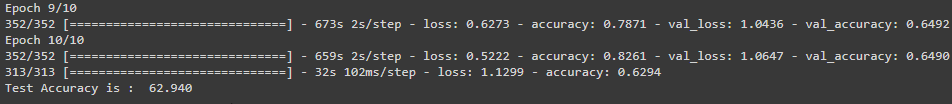 Epoch 9/10
352/352 [==============================] - 673s 2s/step - loss: 0.6273 - accuracy: 0.7871 - val_loss: 1.0436 - val_accuracy: 0.6492
Epoch 10/10
352/352 [==============================] - 659s 2s/step - loss: 0.5222 - accuracy: 0.8261 - val_loss: 1.0647 - val_accuracy: 0.6490
313/313 [==============================] - 32s 102ms/step - loss: 1.1299 - accuracy: 0.6294
Test Accuracy is :  62.940